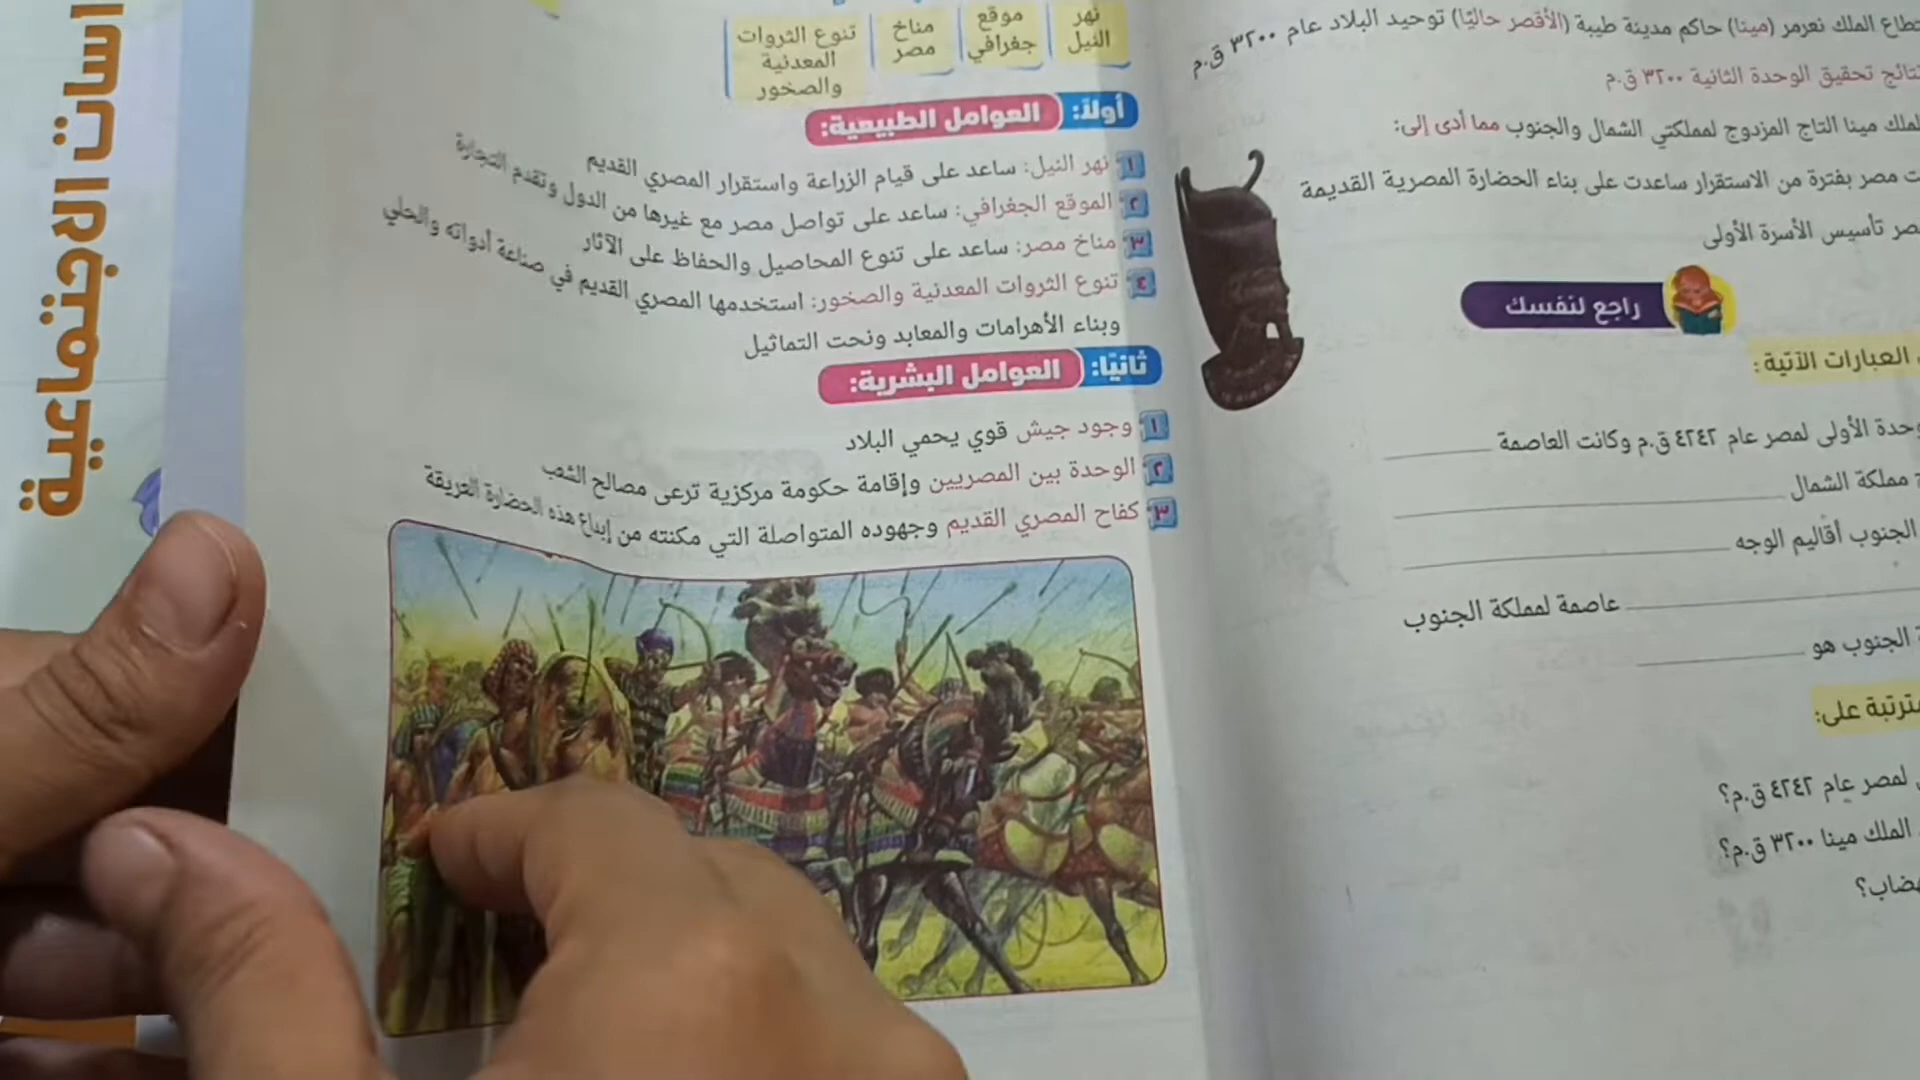 طاع الملك نعرمر (مينا) حاكم مدينة طيبة (الأقصر حاليًا) توحيد البلاد عام ٣٢٠٠ ق.م
نتائج تحقيق الوحدة الثانية ٣٢٠٠ ق.م
لملك مينا التاج المزدوج لمملكتي الشمال والجنوب مما أدى إلى:
ت مصر بفترة من الاستقرار ساعدت على بناء الحضارة المصرية القديمة
صر تأسيس الأسرة الأولى
راجع لنفسك
العبارات الآتية:
وحدة الأولى لمصر عام ٤٢٤٢ ق.م وكانت العاصمة
مملكة الشمال
الجنوب أقاليم الوجه
عاصمة لمملكة الجنوب
الجنوب هو
مترتبة على:
لمصر عام ٤٢٤٢ ق.م؟
الملك مينا ٣٢٠٠ ق.م؟
هضاب؟
نهر النيل
موقع جغرافي
مناخ مصر
تنوع الثروات المعدنية والصخور
أولًا: العوامل الطبيعية:
١ نهر النيل: ساعد على قيام الزراعة واستقرار المصري القديم
٢ الموقع الجغرافي: ساعد على تواصل مصر مع غيرها من الدول وتقدم التجارة
٣ مناخ مصر: ساعد على تنوع المحاصيل والحفاظ على الآثار
٤ تنوع الثروات المعدنية والصخور: استخدمها المصري القديم في صناعة أدواته والحلي
وبناء الأهرامات والمعابد ونحت التماثيل
ثانيًا: العوامل البشرية:
١ وجود جيش قوي يحمي البلاد
٢ الوحدة بين المصريين وإقامة حكومة مركزية ترعى مصالح الشعب
٣ كفاح المصري القديم وجهوده المتواصلة التي مكنته من إبداع هذه الحضارة العريقة
اسات الاجتماعية